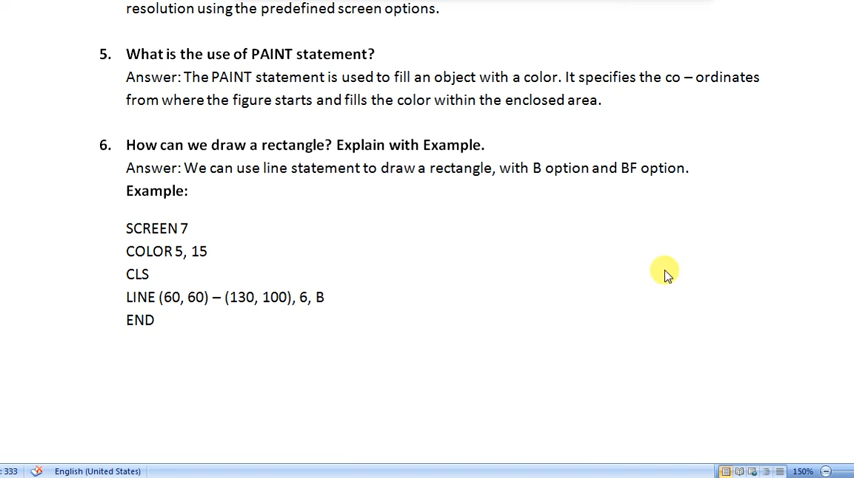 resolution using the predefined screen options.
5. What is the use of PAINT statement?
Answer: The PAINT statement is used to fill an object with a color. It specifies the co – ordinates
from where the figure starts and fills the color within the enclosed area.
6. How can we draw a rectangle? Explain with Example.
Answer: We can use line statement to draw a rectangle, with B option and BF option.
Example:
SCREEN 7
COLOR 5, 15
CLS
LINE (60, 60) – (130, 100), 6, B
END
: 333 English (United States) 150%